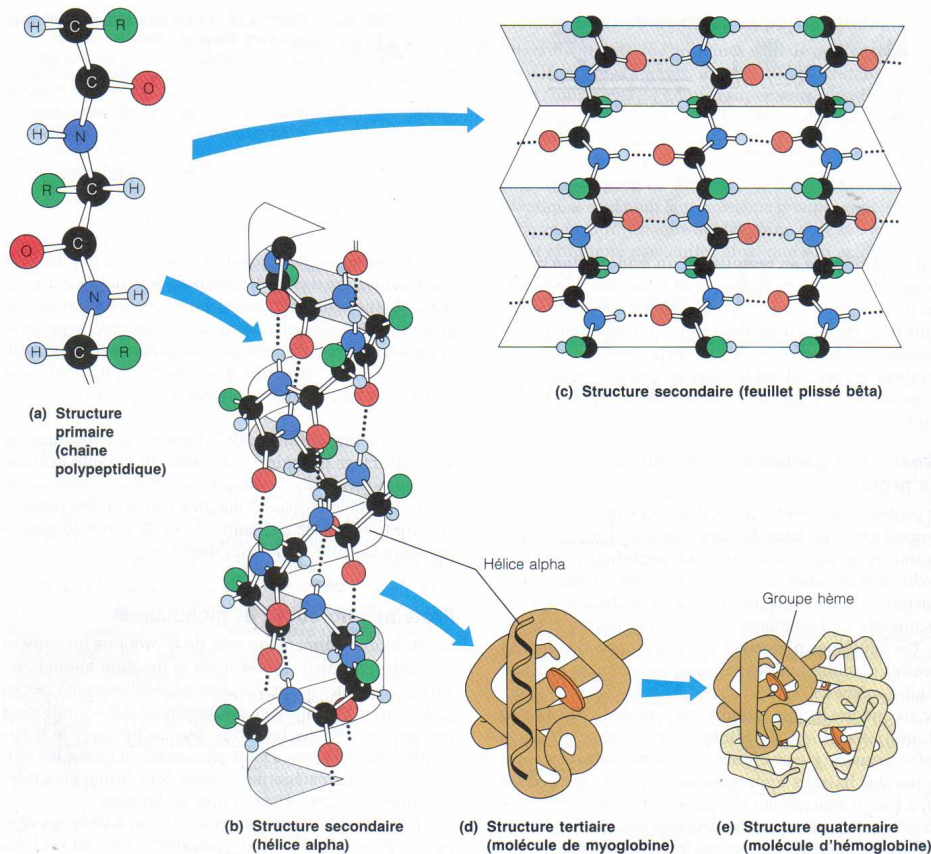 H C R
C O
H N
R C H
O C
N H
H C R
(a) Structure
primaire
(chaîne
polypeptidique)
(c) Structure secondaire (feuillet plissé bêta)
Hélice alpha
Groupe hème
(b) Structure secondaire
(hélice alpha)
(d) Structure tertiaire
(molécule de myoglobine)
(e) Structure quaternaire
(molécule d'hémoglobine)